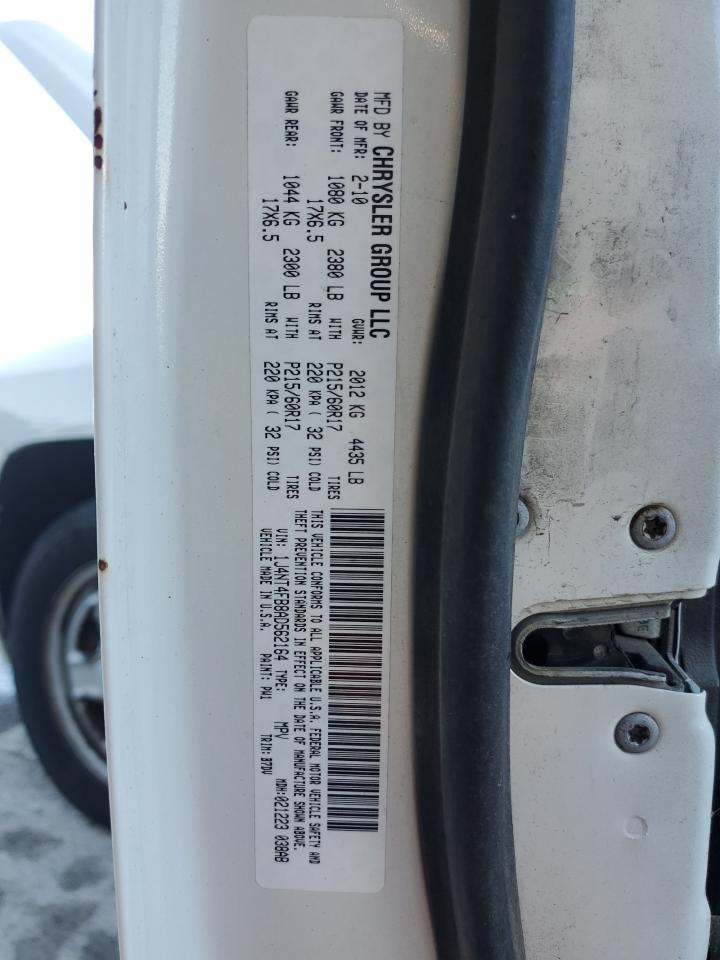 MFD BY CHRYSLER GROUP LLC
DATE OF MFR: 2-10 GVWR: 2012 KG 4435 LB
GAWR FRONT: 1080 KG 2380 LB WITH P215/60R17 TIRES
17X6.5 RIMS AT 220 KPA ( 32 PSI) COLD
GAWR REAR: 1044 KG 2300 LB WITH P215/60R17 TIRES
17X6.5 RIMS AT 220 KPA ( 32 PSI) COLD
THIS VEHICLE CONFORMS TO ALL APPLICABLE U.S.A. FEDERAL MOTOR VEHICLE SAFETY AND
THEFT PREVENTION STANDARDS IN EFFECT ON THE DATE OF MANUFACTURE SHOWN ABOVE.
VIN: 1J4NT4FB8AD562164 TYPE: MPV MDH:021223 038AB
VEHICLE MADE IN U.S.A. PAINT: PW1 TRIM: B7DV